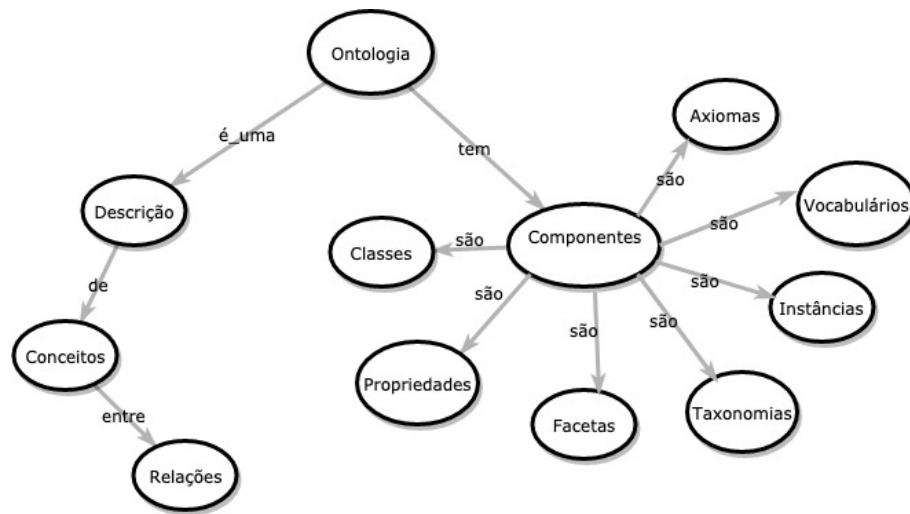 Ontologia
é_uma
tem
Axiomas
são
Descrição
Vocabulários
são
Componentes
Classes
são
de
são
são
são
são
Instâncias
Conceitos
Propriedades
entre
Facetas
Taxonomias
Relações